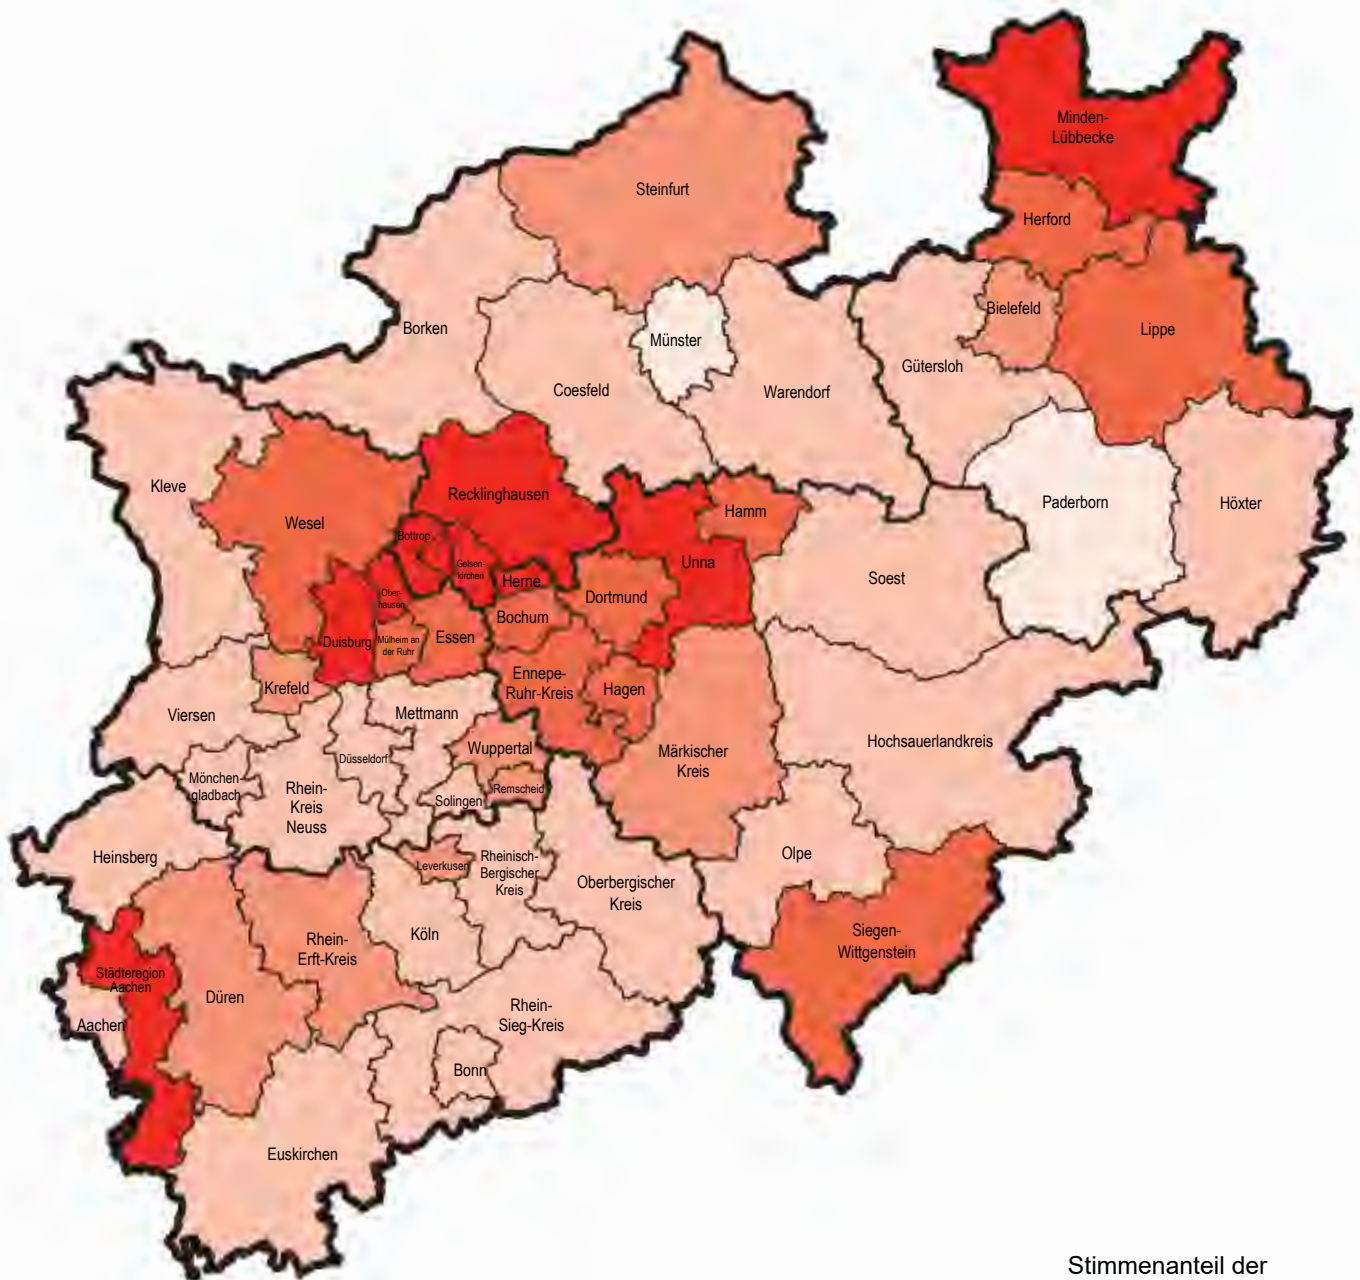 Minden-
Lübbecke
Steinfurt
Herford
Bielefeld
Lippe
Borken
Münster
Gütersloh
Coesfeld
Warendorf
Kleve
Recklinghausen
Wesel
Hamm
Paderborn
Höxter
Bottrop
Gelsen-
kirchen
Herne
Unna
Soest
Ober-
hausen
Dortmund
Bochum
Duisburg
Mülheim an
der Ruhr
Essen
Krefeld
Ennepe-
Ruhr-Kreis
Hagen
Viersen
Mettmann
Märkischer
Kreis
Hochsauerlandkreis
Düsseldorf
Wuppertal
Mönchen-
gladbach
Rhein-
Kreis
Neuss
Solingen
Remscheid
Heinsberg
Leverkusen
Rheinisch-
Bergischer
Kreis
Oberbergischer
Kreis
Olpe
Köln
Rhein-
Erft-Kreis
Siegen-
Wittgenstein
Städteregion
Aachen
Düren
Aachen
Rhein-
Sieg-Kreis
Bonn
Euskirchen
Stimmenanteil der